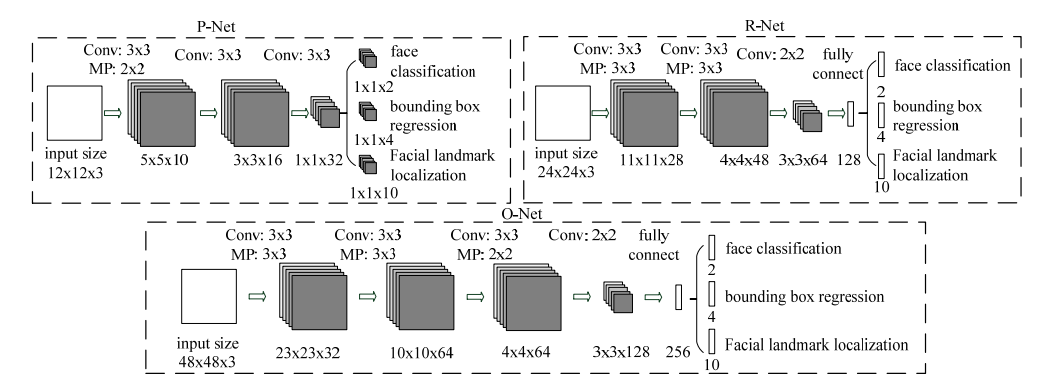 P-Net
Conv: 3x3
MP: 2x2
Conv: 3x3
Conv: 3x3
face
classification
1x1x2
bounding box
regression
1x1x4
Facial landmark
localization
1x1x10
input size
12x12x3
5x5x10
3x3x16
1x1x32
R-Net
Conv: 3x3
MP: 3x3
Conv: 3x3
MP: 3x3
Conv: 2x2
fully
connect
face classification
2
bounding box
regression
4
Facial landmark
localization
10
input size
24x24x3
11x11x28
4x4x48
3x3x64
128
O-Net
Conv: 3x3
MP: 3x3
Conv: 3x3
MP: 3x3
Conv: 3x3
MP: 2x2
Conv: 2x2
fully
connect
face classification
2
bounding box regression
4
Facial landmark localization
10
input size
48x48x3
23x23x32
10x10x64
4x4x64
3x3x128
256